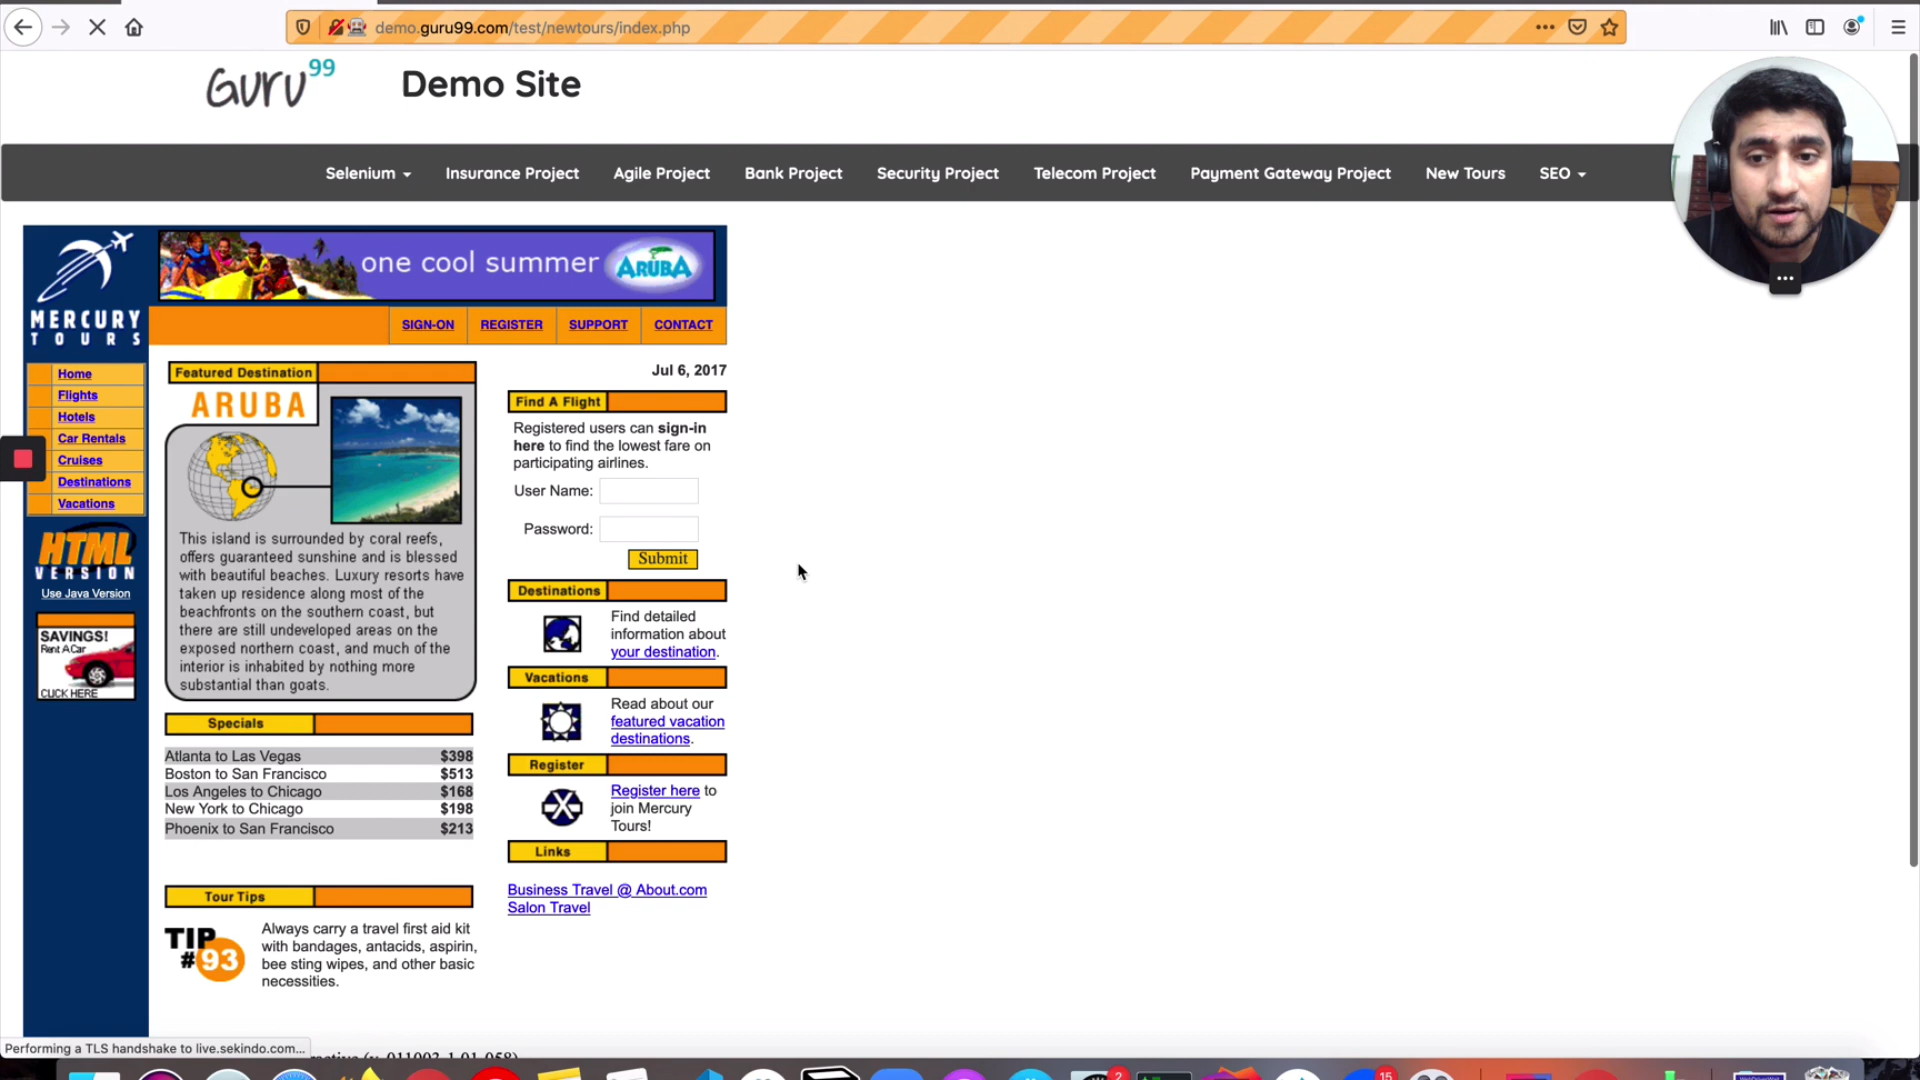 demo.guru99.com/test/newtours/index.php
Guru99
Demo Site
Selenium
Insurance Project
Agile Project
Bank Project
Security Project
Telecom Project
Payment Gateway Project
New Tours
SEO
MERCURY
TOURS
one cool summer
ARUBA
SIGN-ON
REGISTER
SUPPORT
CONTACT
Home
Flights
Hotels
Car Rentals
Cruises
Destinations
Vacations
HTML
VERSION
Use Java Version
SAVINGS!
Rent A Car
CLICK HERE
Featured Destination
ARUBA
This island is surrounded by coral reefs,
offers guaranteed sunshine and is blessed
with beautiful beaches. Luxury resorts have
taken up residence along most of the
beachfronts on the southern coast, but
there are still undeveloped areas on the
exposed northern coast, and much of the
interior is inhabited by nothing more
substantial than goats.
Specials
Atlanta to Las Vegas $398
Boston to San Francisco $513
Los Angeles to Chicago $168
New York to Chicago $198
Phoenix to San Francisco $213
Tour Tips
TIP
#93
Always carry a travel first aid kit
with bandages, antacids, aspirin,
bee sting wipes, and other basic
necessities.
Jul 6, 2017
Find A Flight
Registered users can sign-in
here to find the lowest fare on
participating airlines.
User Name:
Password:
Submit
Destinations
Find detailed
information about
your destination.
Vacations
Read about our
featured vacation
destinations.
Register
Register here to
join Mercury
Tours!
Links
Business Travel @ About.com
Salon Travel
Performing a TLS handshake to live.sekindo.com...
2
15